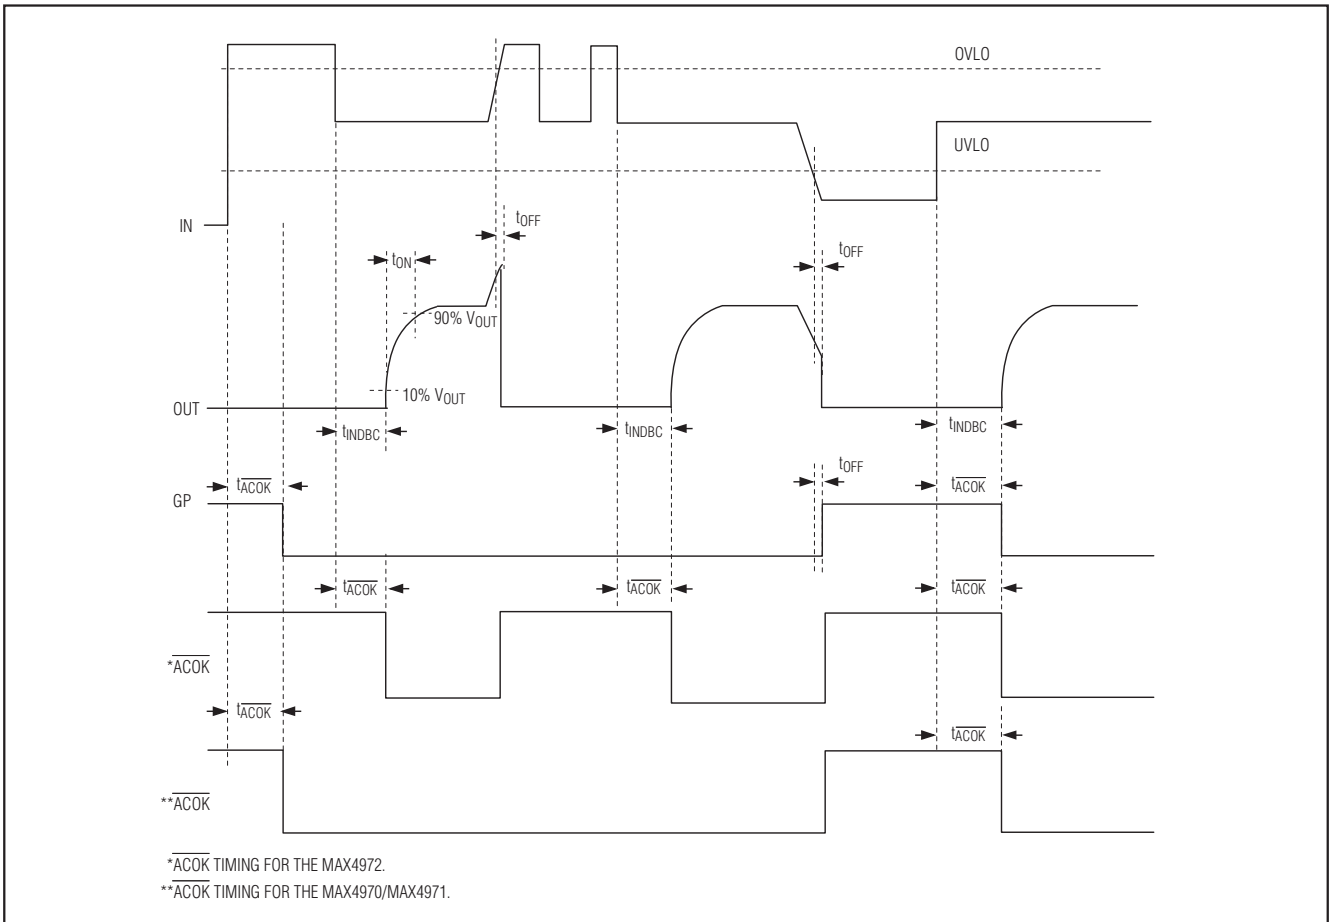 OVLO
UVLO
IN
tOFF
tON
tOFF
90% VOUT
10% VOUT
OUT
tINDBC
tINDBC
tINDBC
tOFF
tACOK
tACOK
GP
tACOK
tACOK
tACOK
*ACOK
tACOK
tACOK
**ACOK
*ACOK TIMING FOR THE MAX4972.
**ACOK TIMING FOR THE MAX4970/MAX4971.